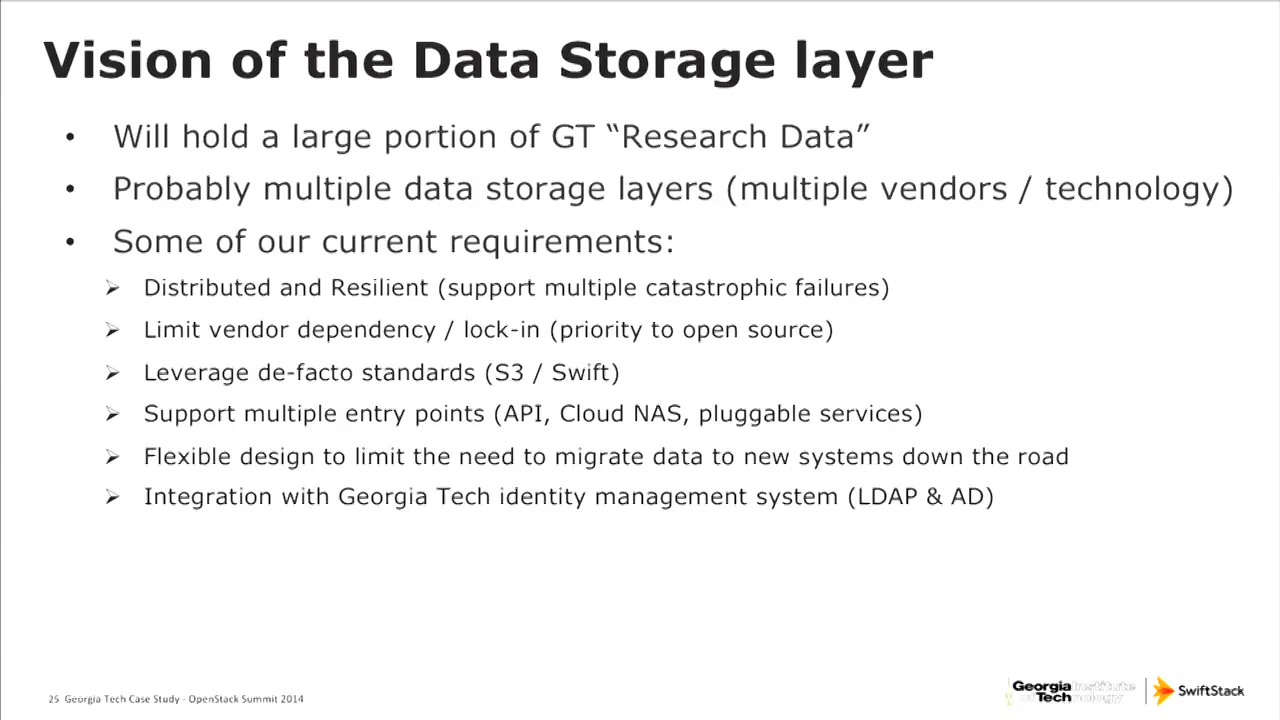 Vision of the Data Storage layer
• Will hold a large portion of GT “Research Data”
• Probably multiple data storage layers (multiple vendors / technology)
• Some of our current requirements:
➢ Distributed and Resilient (support multiple catastrophic failures)
➢ Limit vendor dependency / lock-in (priority to open source)
➢ Leverage de-facto standards (S3 / Swift)
➢ Support multiple entry points (API, Cloud NAS, pluggable services)
➢ Flexible design to limit the need to migrate data to new systems down the road
➢ Integration with Georgia Tech identity management system (LDAP & AD)
25 Georgia Tech Case Study - OpenStack Summit 2014
Georgia Institute
of Technology
SwiftStack